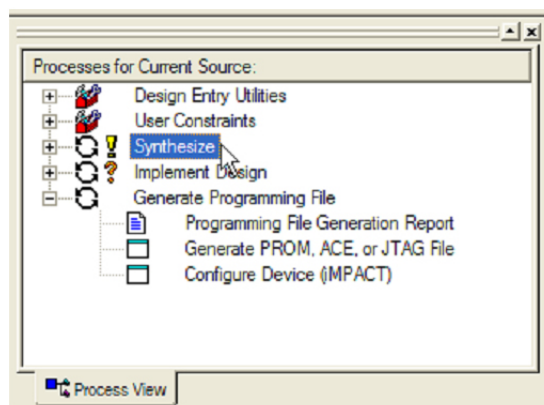 Processes for Current Source:
Design Entry Utilities
User Constraints
Synthesize
Implement Design
Generate Programming File
Programming File Generation Report
Generate PROM, ACE, or JTAG File
Configure Device (iMPACT)
Process View